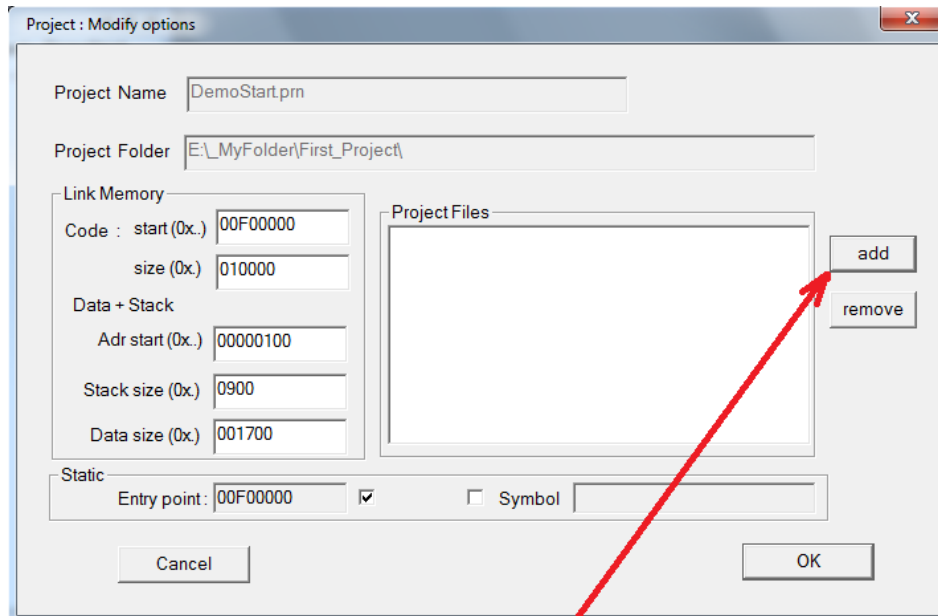 Project : Modify options
x
Project Name DemoStart.prn
Project Folder E:\_MyFolder\First_Project\
Link Memory
Code : start (0x..) 00F00000
size (0x.) 010000
Data + Stack
Adr start (0x..) 00000100
Stack size (0x.) 0900
Data size (0x.) 001700
Project Files
add
remove
Static
Entry point : 00F00000
Symbol
Cancel
OK